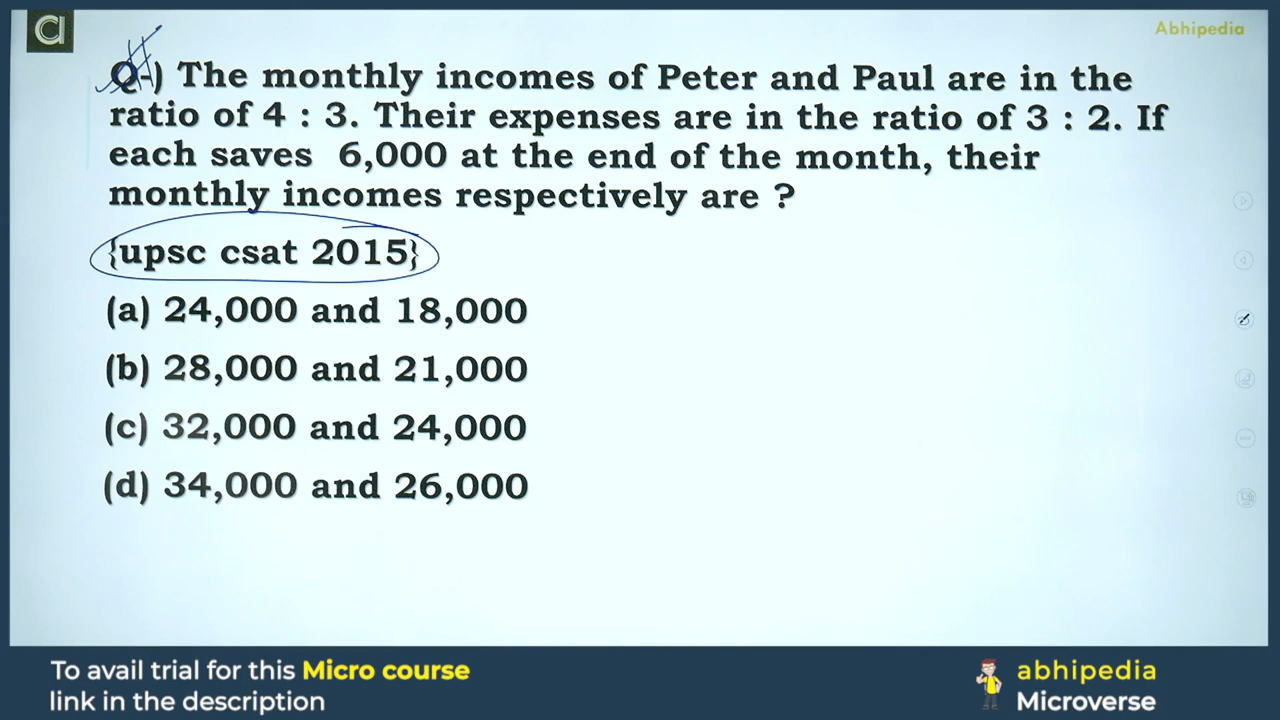 a
Abhipedia
Q-) The monthly incomes of Peter and Paul are in the
ratio of 4 : 3. Their expenses are in the ratio of 3 : 2. If
each saves 6,000 at the end of the month, their
monthly incomes respectively are ?
{upsc csat 2015}
(a) 24,000 and 18,000
(b) 28,000 and 21,000
(c) 32,000 and 24,000
(d) 34,000 and 26,000
To avail trial for this Micro course
link in the description
abhipedia
Microverse